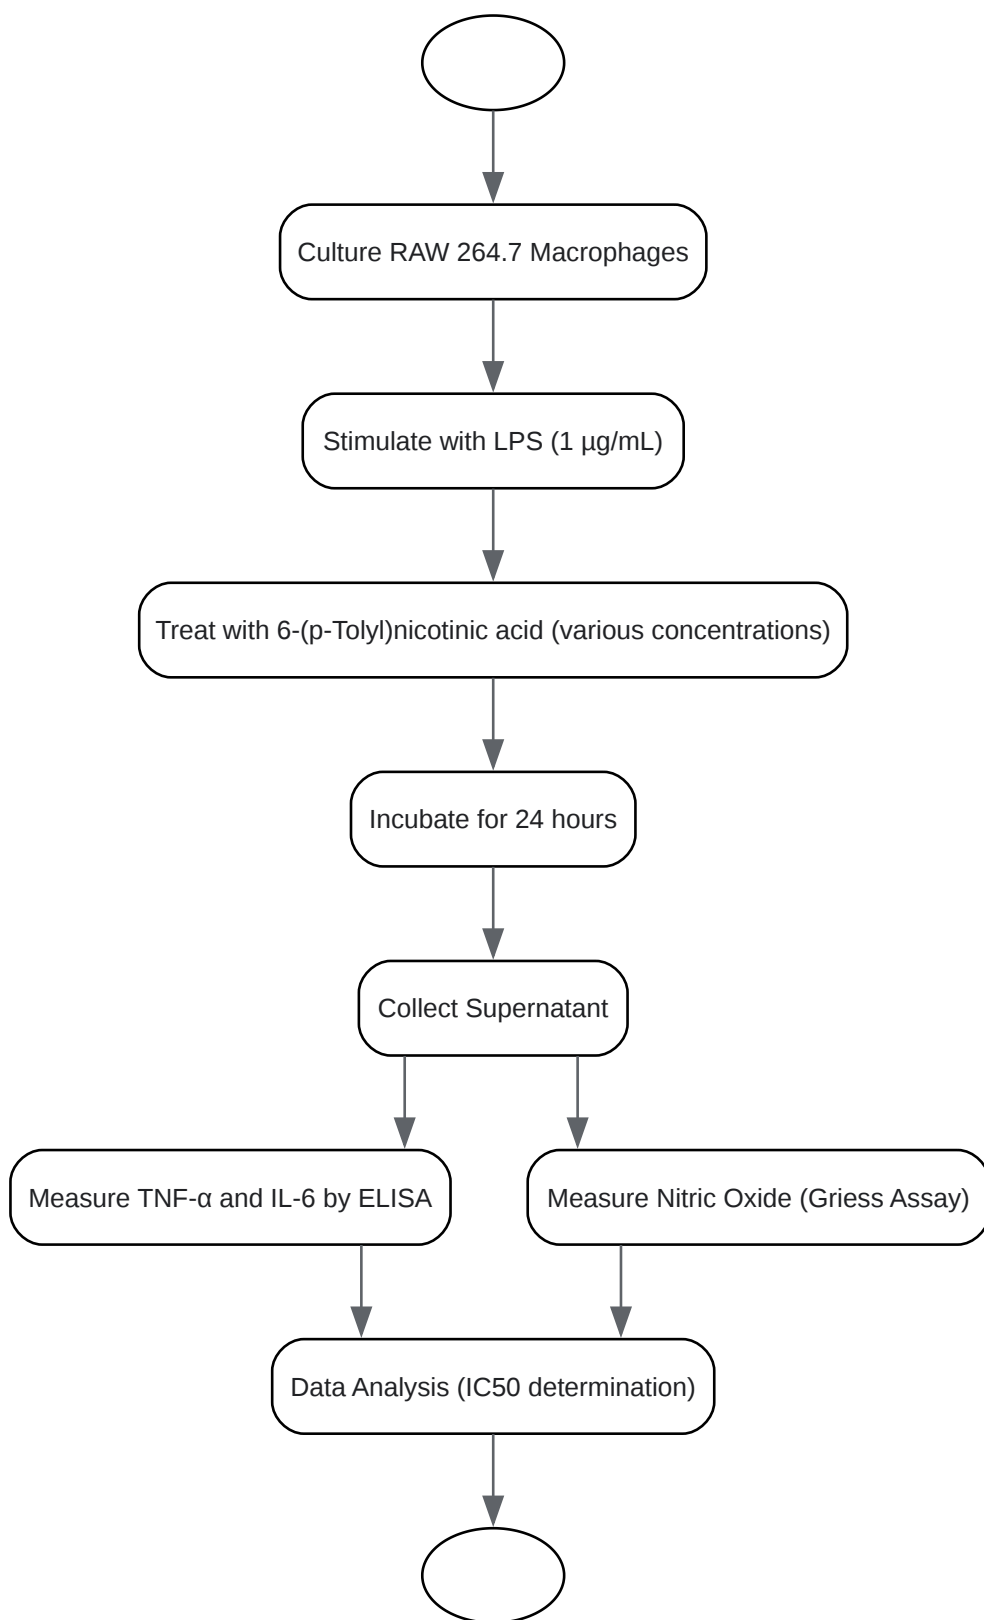 Culture RAW 264.7 Macrophages
Stimulate with LPS (1 µg/mL)
Treat with 6-(p-Tolyl)nicotinic acid (various concentrations)
Incubate for 24 hours
Collect Supernatant
Measure TNF-α and IL-6 by ELISA
Measure Nitric Oxide (Griess Assay)
Data Analysis (IC50 determination)